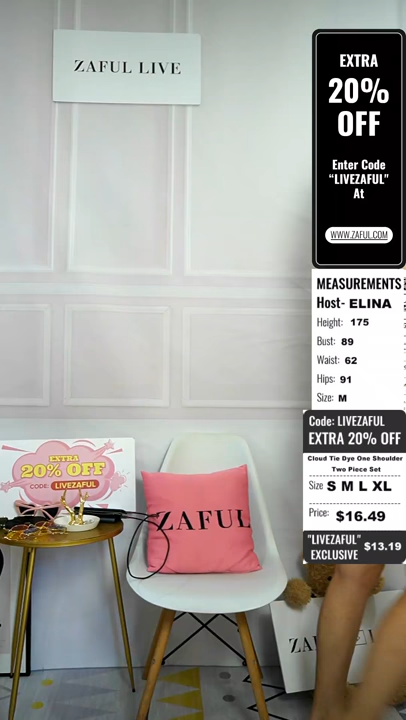 ZAFUL LIVE
EXTRA
20%
OFF
Enter Code
"LIVEZAFUL"
At
WWW.ZAFUL.COM
MEASUREMENTS
Host- ELINA
Height: 175
Bust: 89
Waist: 62
Hips: 91
Size: M
Code: LIVEZAFUL
EXTRA 20% OFF
Cloud Tie Dye One Shoulder
Two Piece Set
Size S M L XL
Price: $16.49
"LIVEZAFUL"
EXCLUSIVE $13.19
EXTRA
20% OFF
CODE: LIVEZAFUL
ZAFUL